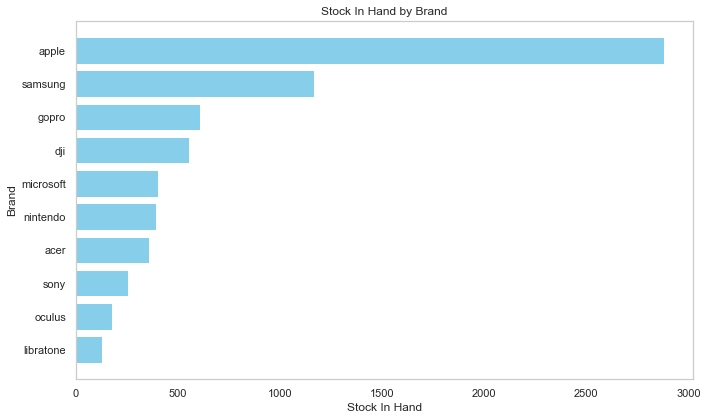 Stock In Hand by Brand
Brand
apple
samsung
gopro
dji
microsoft
nintendo
acer
sony
oculus
libratone
0 500 1000 1500 2000 2500 3000
Stock In Hand